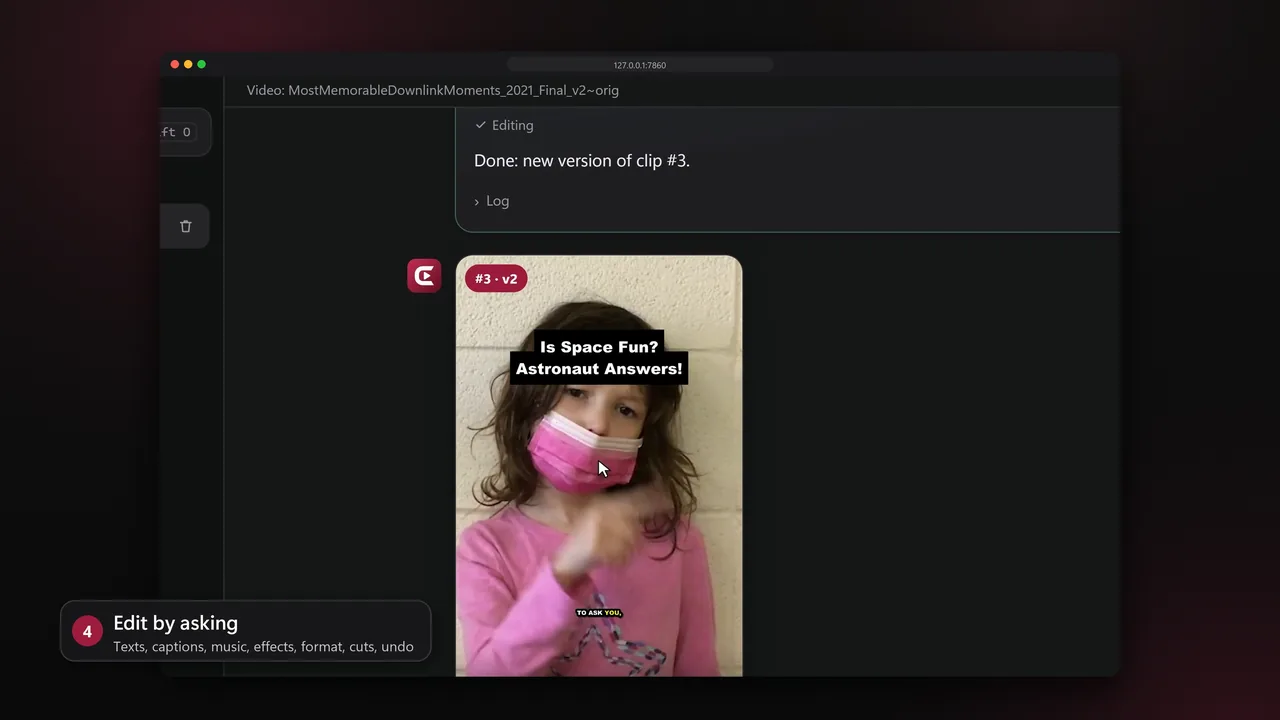 127.0.0.1:7860
Video: MostMemorableDownlinkMoments_2021_Final_v2~orig
ft O
Editing
Done: new version of clip #3.
› Log
#3 · v2
Is Space Fun?
Astronaut Answers!
TO ASK YOU,
4
Edit by asking
Texts, captions, music, effects, format, cuts, undo